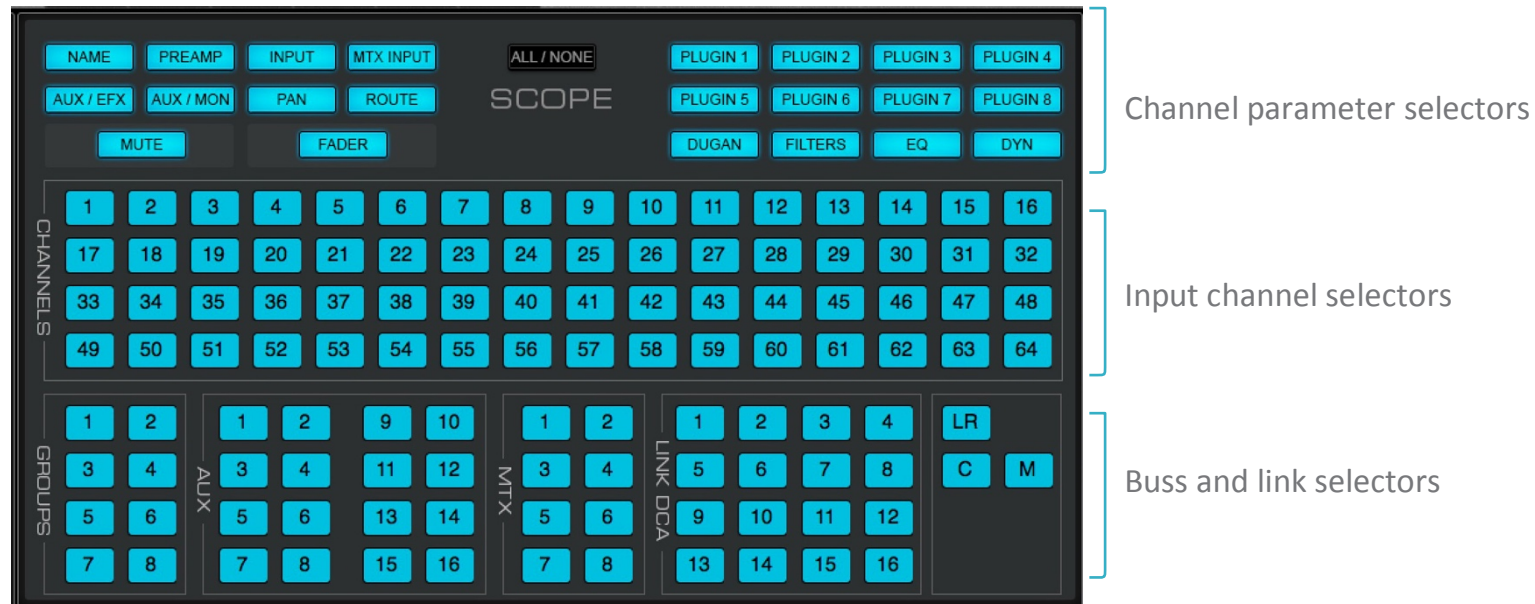 NAME PREAMP INPUT MTX INPUT ALL / NONE PLUGIN 1 PLUGIN 2 PLUGIN 3 PLUGIN 4
AUX / EFX AUX / MON PAN ROUTE SCOPE PLUGIN 5 PLUGIN 6 PLUGIN 7 PLUGIN 8
MUTE FADER DUGAN FILTERS EQ DYN
Channel parameter selectors
CHANNELS
1 2 3 4 5 6 7 8 9 10 11 12 13 14 15 16
17 18 19 20 21 22 23 24 25 26 27 28 29 30 31 32
33 34 35 36 37 38 39 40 41 42 43 44 45 46 47 48
49 50 51 52 53 54 55 56 57 58 59 60 61 62 63 64
Input channel selectors
GROUPS
1 2
3 4
5 6
7 8
AUX
1 2 9 10
3 4 11 12
5 6 13 14
7 8 15 16
MTX
1 2
3 4
5 6
7 8
LINK DCA
1 2 3 4
5 6 7 8
9 10 11 12
13 14 15 16
LR
C M
Buss and link selectors